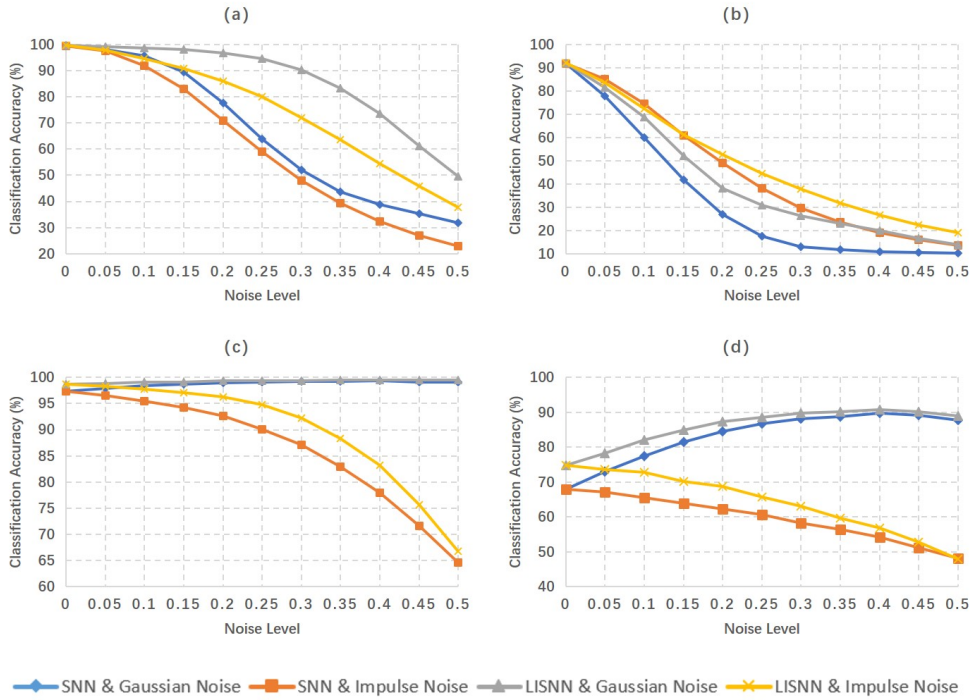 (a)
Classification Accuracy (%)
100
90
80
70
60
50
40
30
20
0 0.05 0.1 0.15 0.2 0.25 0.3 0.35 0.4 0.45 0.5
Noise Level
(b)
Classification Accuracy (%)
100
90
80
70
60
50
40
30
20
10
0 0.05 0.1 0.15 0.2 0.25 0.3 0.35 0.4 0.45 0.5
Noise Level
(c)
Classification Accuracy (%)
100
95
90
85
80
75
70
65
60
0 0.05 0.1 0.15 0.2 0.25 0.3 0.35 0.4 0.45 0.5
Noise Level
(d)
Classification Accuracy (%)
100
90
80
70
60
50
40
0 0.05 0.1 0.15 0.2 0.25 0.3 0.35 0.4 0.45 0.5
Noise Level
SNN & Gaussian Noise SNN & Impulse Noise LISNN & Gaussian Noise LISNN & Impulse Noise